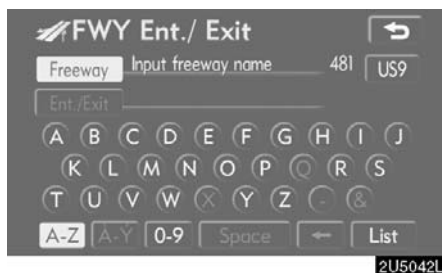 FWY Ent./ Exit
Freeway Input freeway name 481 US9
Ent./Exit
A B C D E F G H I J
K L M N O P Q R S
T U V W X Y Z - &
A-Z À-Ý 0-9 Space ← List
2U5042L